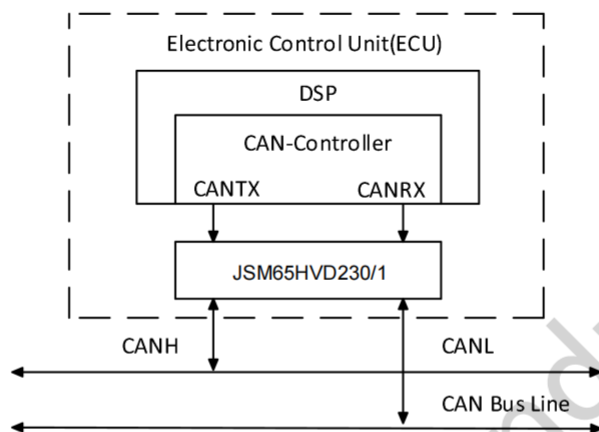 Electronic Control Unit(ECU)
DSP
CAN-Controller
CANTX
CANRX
JSM65HVD230/1
CANH
CANL
CAN Bus Line